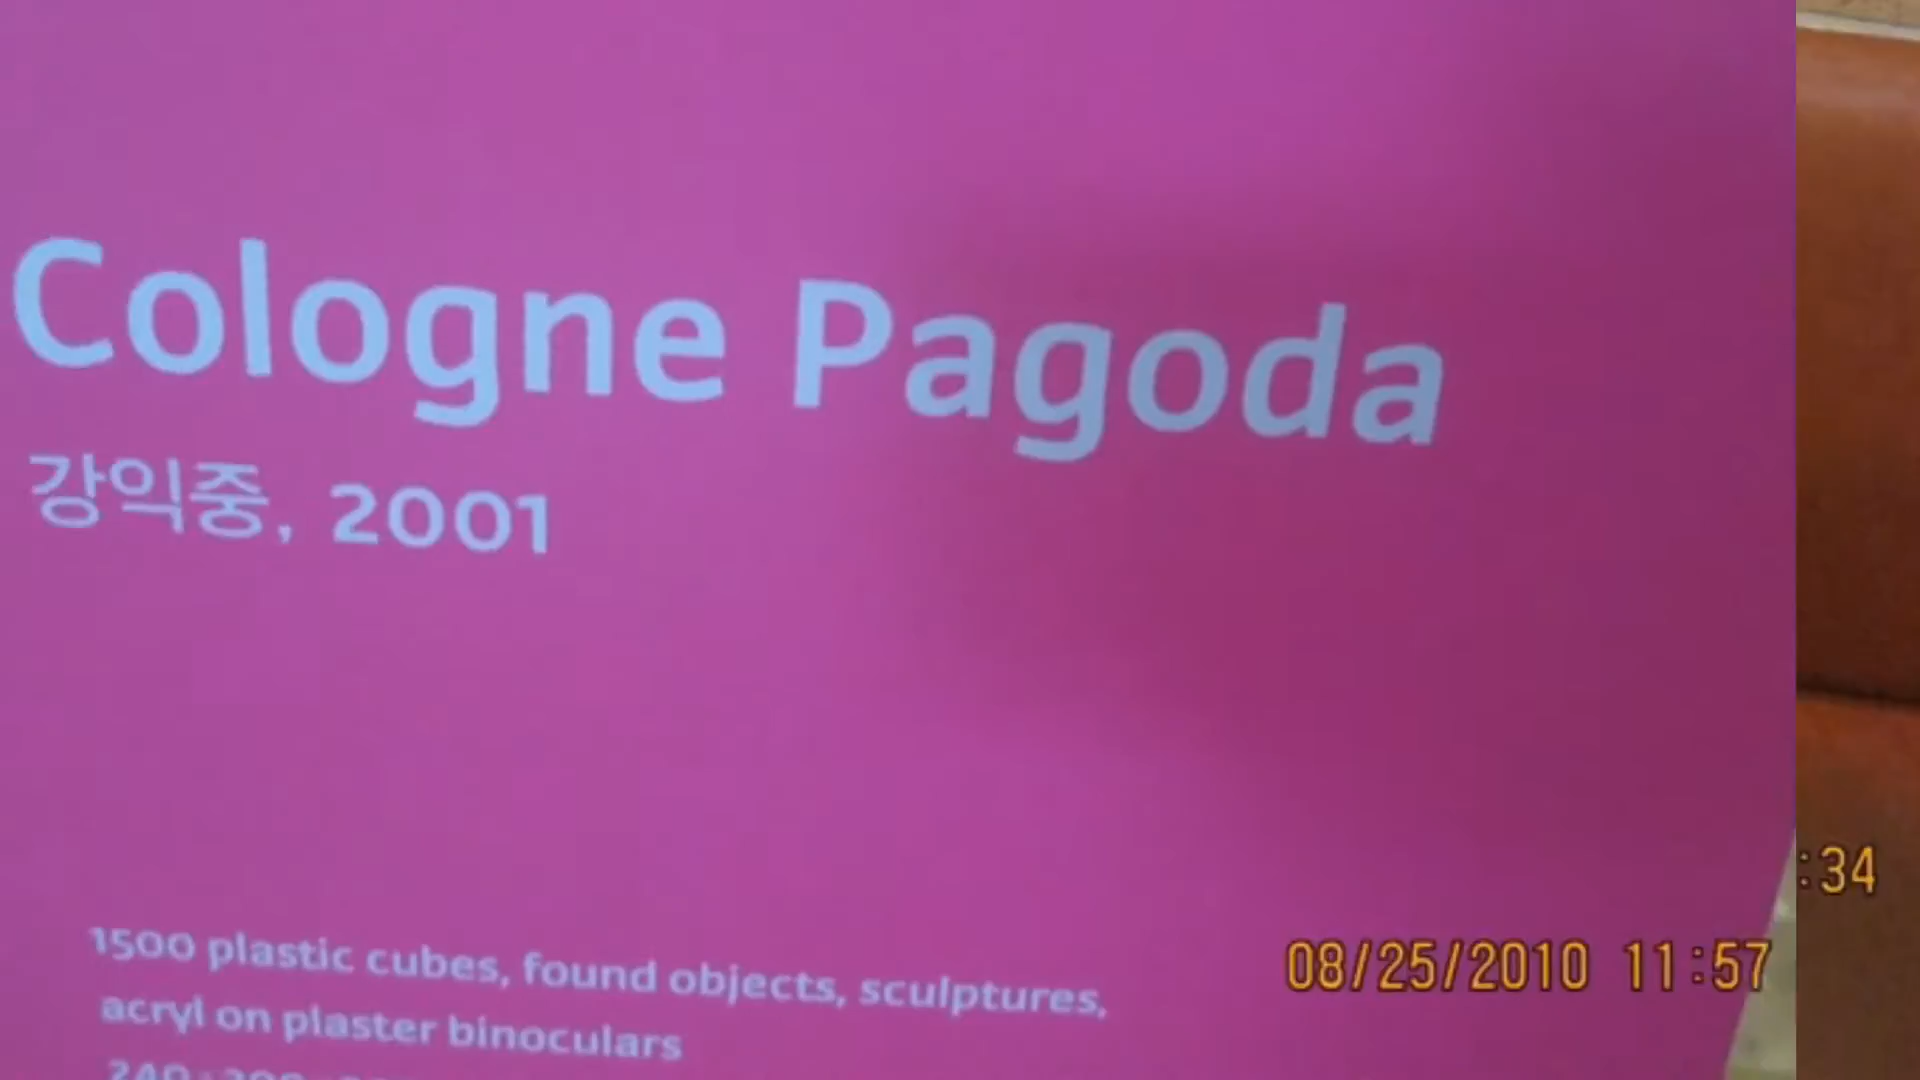 Cologne Pagoda
강익중, 2001
1500 plastic cubes, found objects, sculptures,
acryl on plaster binoculars
:34
08/25/2010 11:57